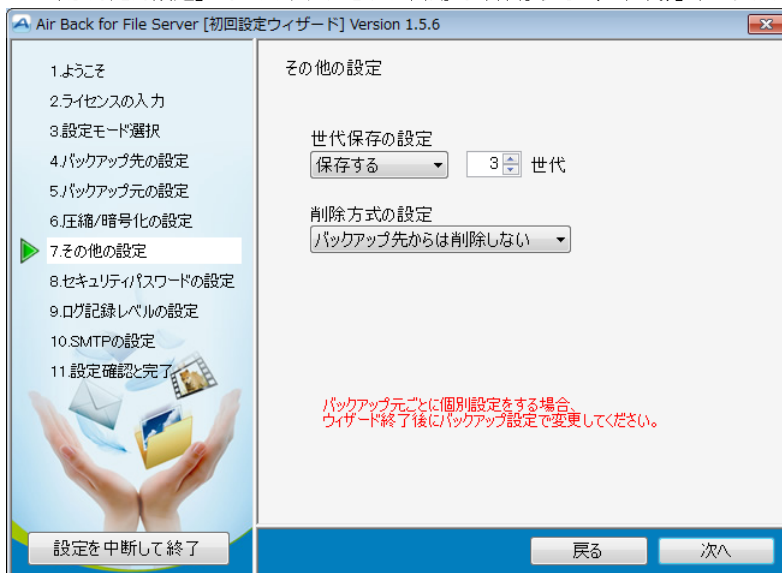 Air Back for File Server [初回設定ウィザード] Version 1.5.6
1.ようこそ
2.ライセンスの入力
3.設定モード選択
4.バックアップ先の設定
5.バックアップ元の設定
6.圧縮/暗号化の設定
7.その他の設定
8.セキュリティパスワードの設定
9.ログ記録レベルの設定
10.SMTPの設定
11.設定確認と完了
設定を中断して終了
その他の設定
世代保存の設定
保存する 3 世代
削除方式の設定
バックアップ先からは削除しない
バックアップ元ごとに個別設定をする場合、
ウィザード終了後にバックアップ設定で変更してください。
戻る 次へ